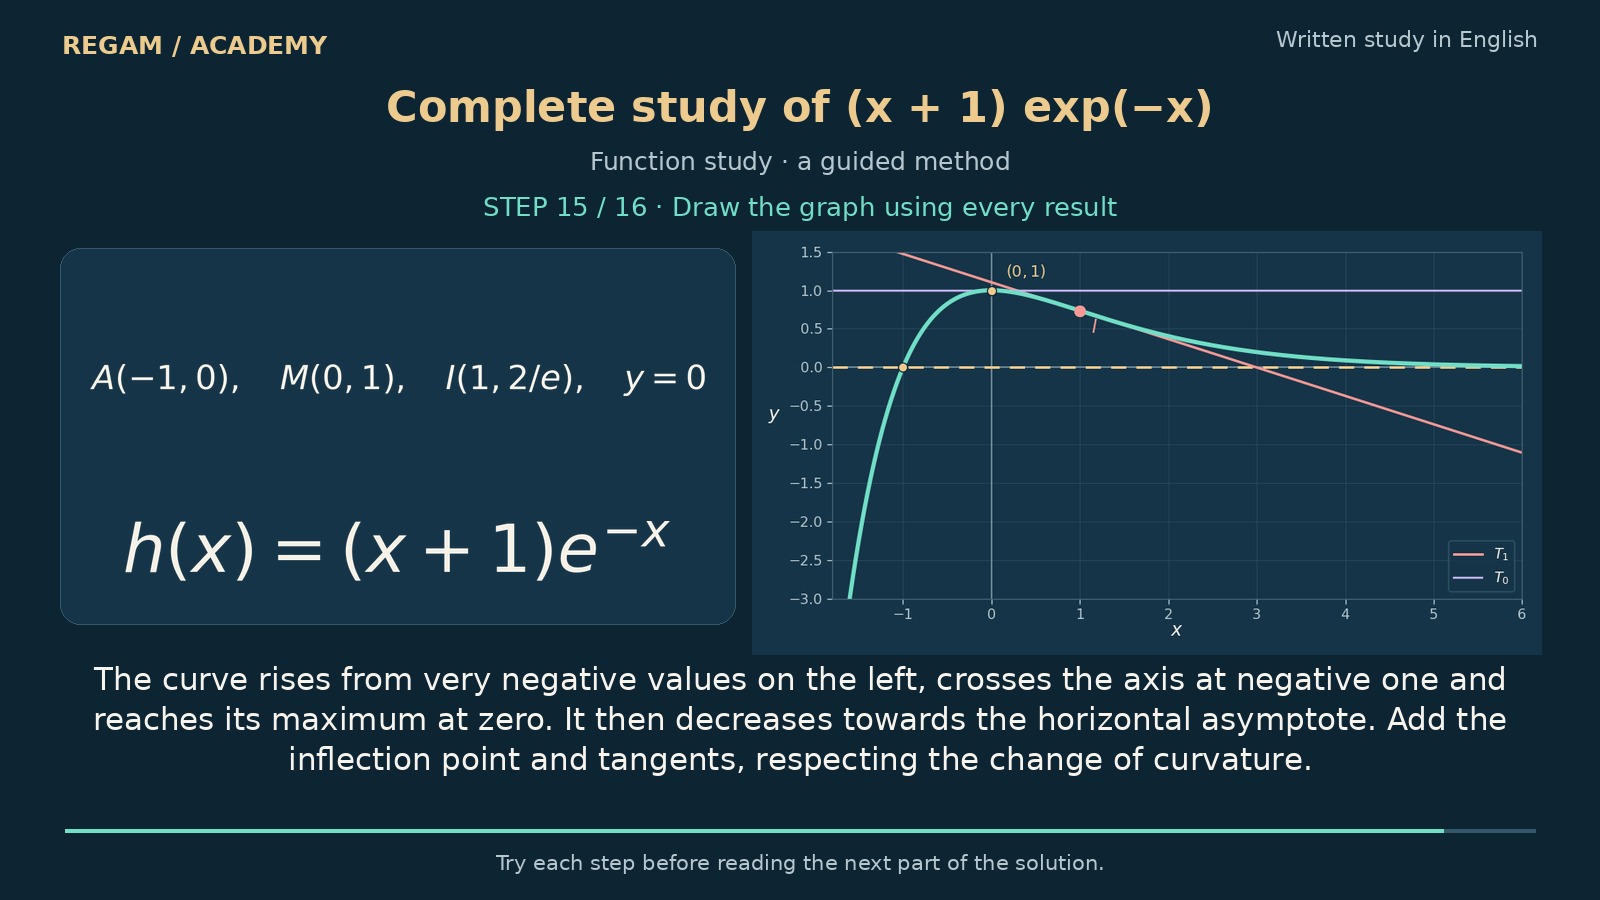 REGAM / ACADEMY
Written study in English
Complete study of (x + 1) exp(−x)
Function study · a guided method
STEP 15 / 16 · Draw the graph using every result
A(−1, 0), M(0, 1), I(1, 2/e), y = 0
h(x) = (x + 1)e^{−x}
1.5
1.0
0.5
0.0
−0.5
−1.0
−1.5
−2.0
−2.5
−3.0
y
(0, 1)
I
T₁
T₀
−1 0 1 2 3 4 5 6
x
The curve rises from very negative values on the left, crosses the axis at negative one and
reaches its maximum at zero. It then decreases towards the horizontal asymptote. Add the
inflection point and tangents, respecting the change of curvature.
Try each step before reading the next part of the solution.